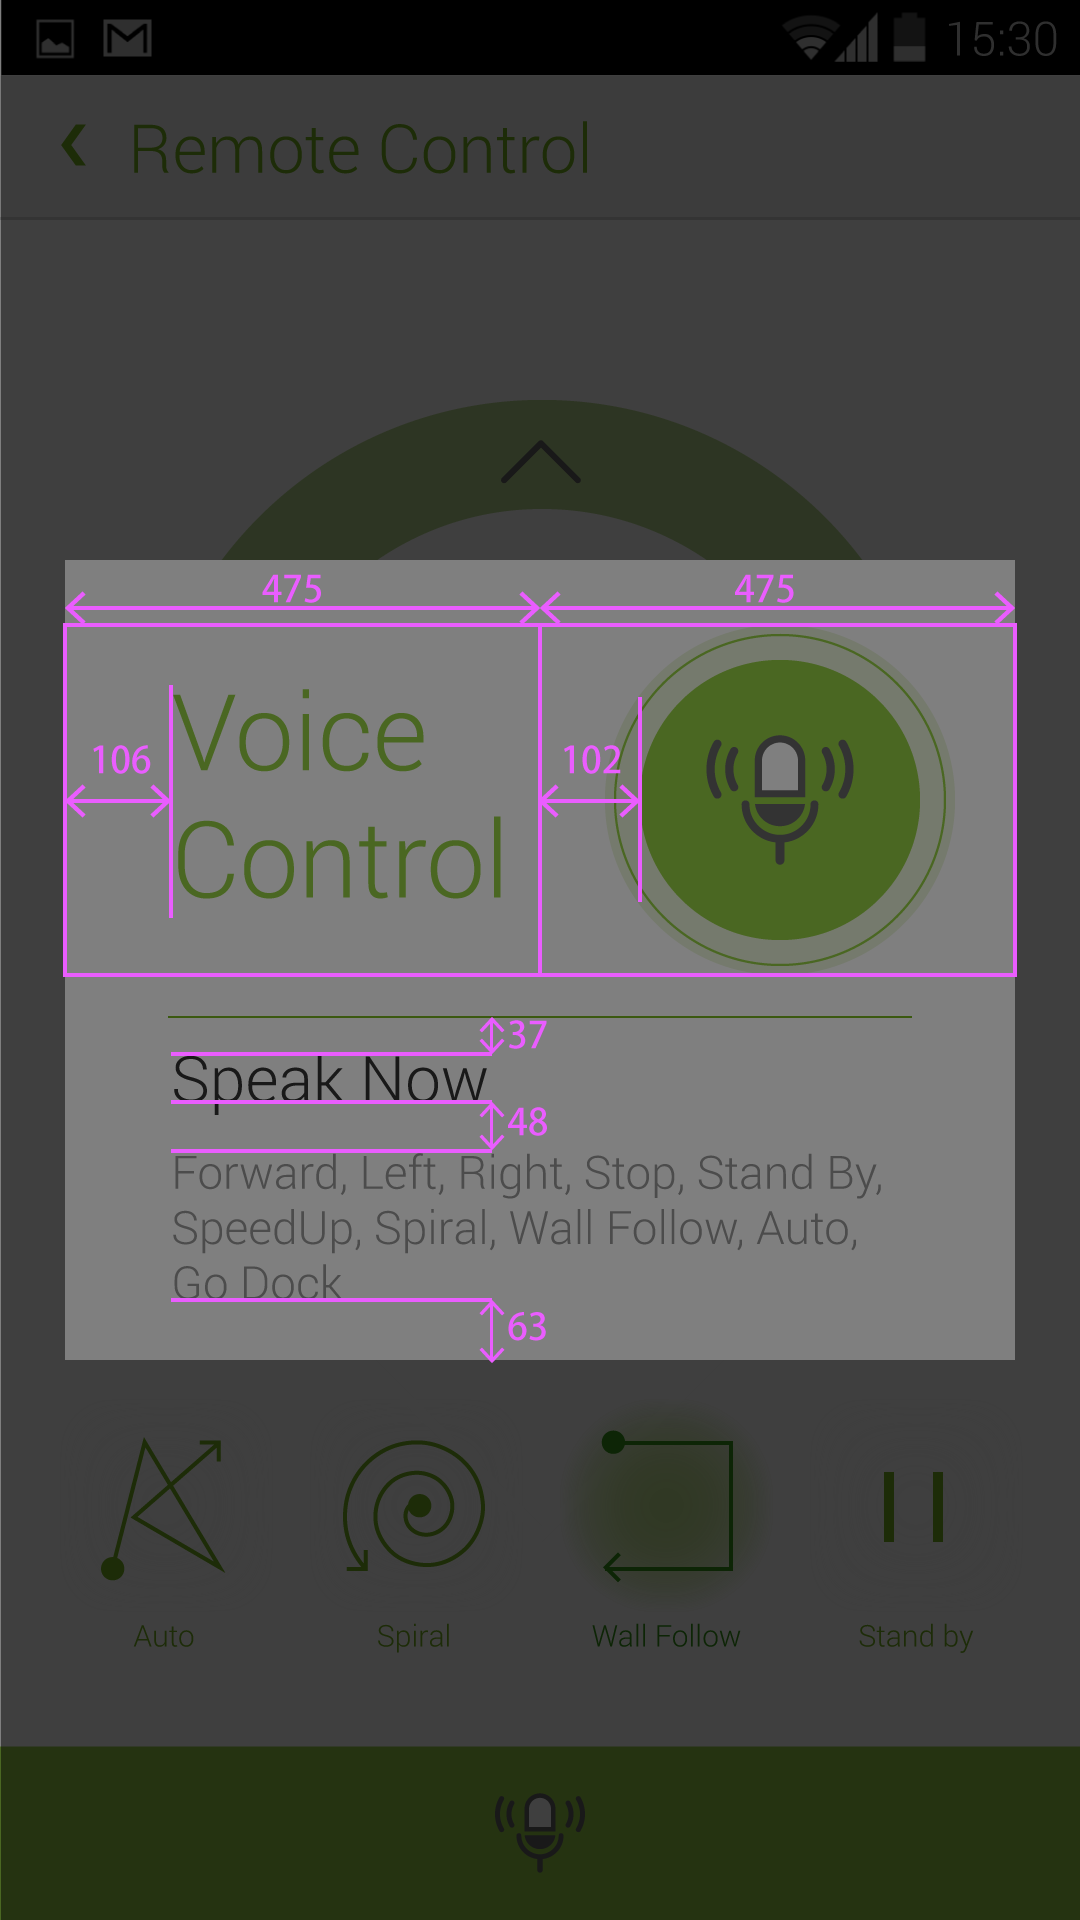 15:30
Remote Control
475 475
Voice
106 102
Control
37
Speak Now
48
Forward, Left, Right, Stop, Stand By,
SpeedUp, Spiral, Wall Follow, Auto,
Go Dock
63
Auto Spiral Wall Follow Stand by